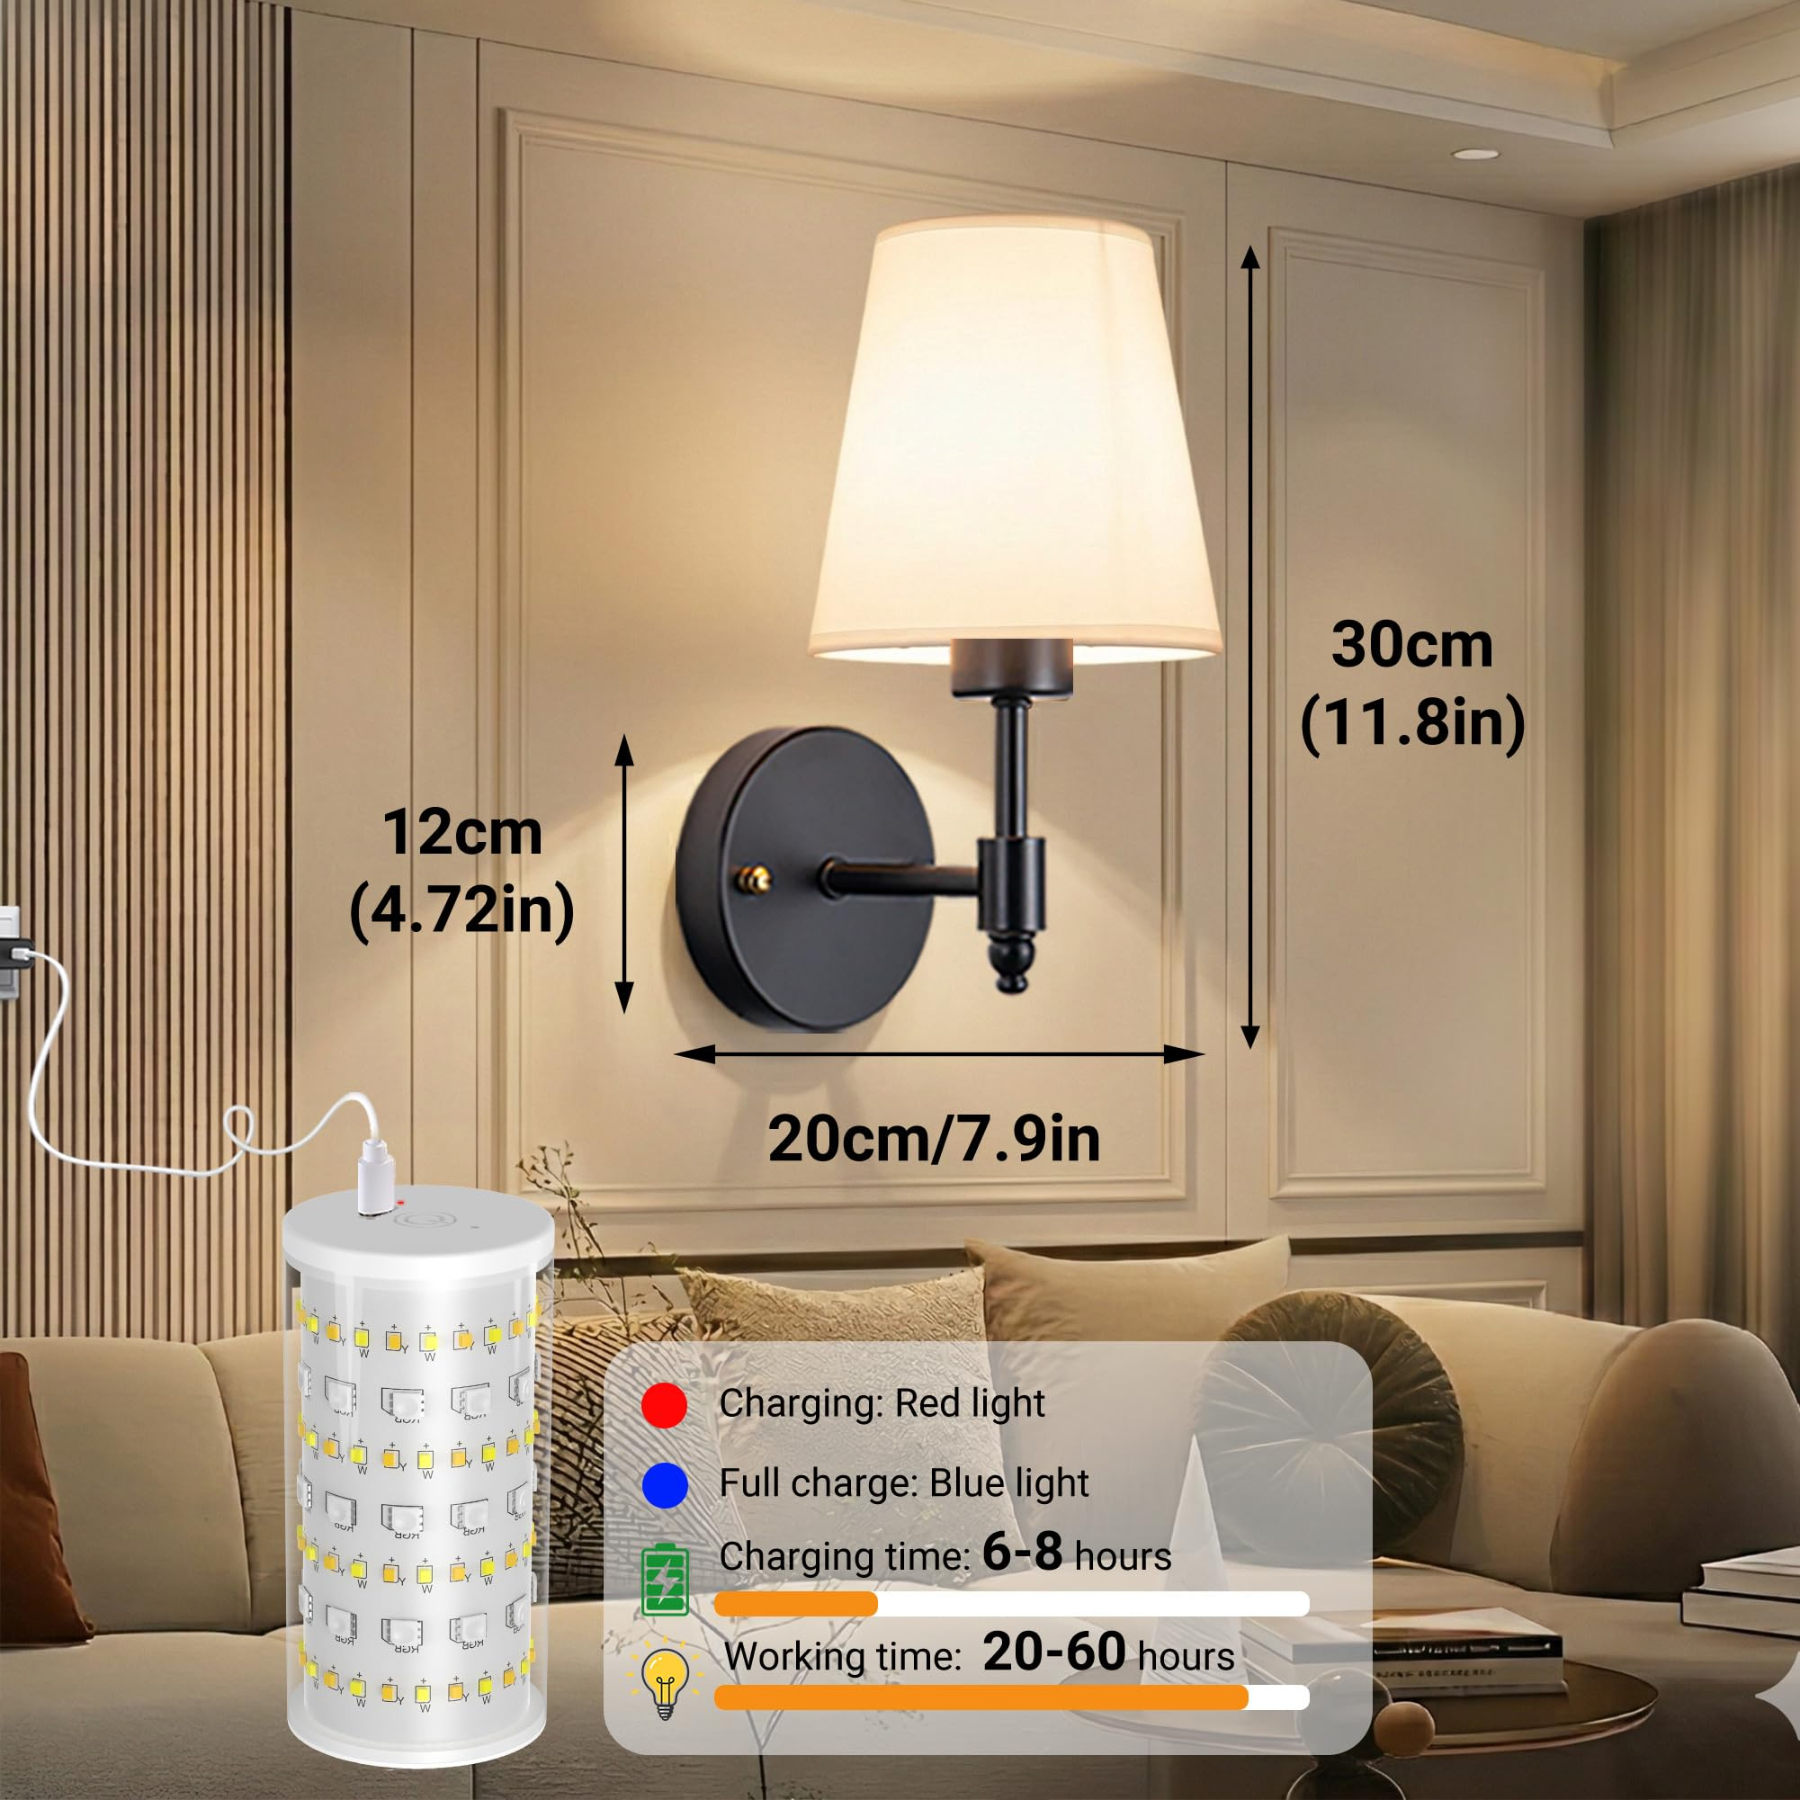 30cm
(11.8in)
12cm
(4.72in)
20cm/7.9in
Charging: Red light
Full charge: Blue light
Charging time: 6-8 hours
Working time: 20-60 hours